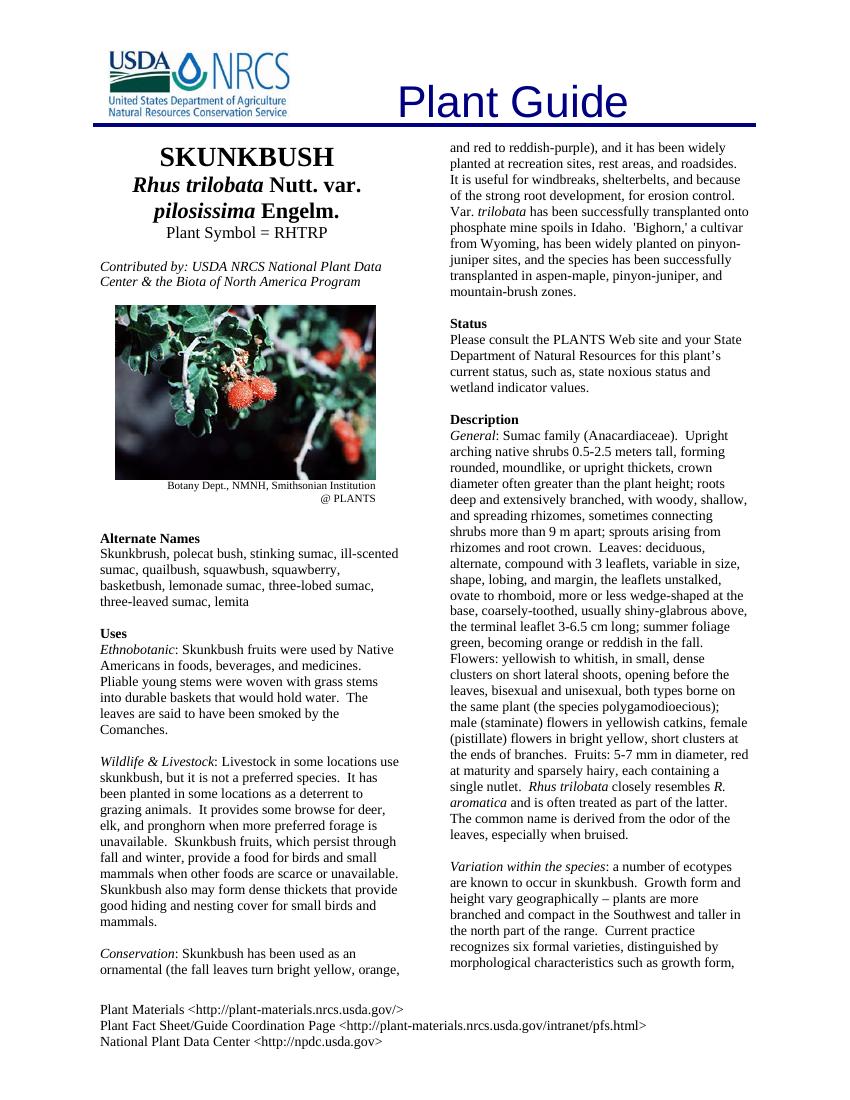 USDA NRCS
United States Department of Agriculture
Natural Resources Conservation Service
Plant Guide
SKUNKBUSH
Rhus trilobata Nutt. var.
pilosissima Engelm.
Plant Symbol = RHTRP
Contributed by: USDA NRCS National Plant Data
Center & the Biota of North America Program
Botany Dept., NMNH, Smithsonian Institution
@ PLANTS
Alternate Names
Skunkbrush, polecat bush, stinking sumac, ill-scented
sumac, quailbush, squawbush, squawberry,
basketbush, lemonade sumac, three-lobed sumac,
three-leaved sumac, lemita
Uses
Ethnobotanic: Skunkbush fruits were used by Native
Americans in foods, beverages, and medicines.
Pliable young stems were woven with grass stems
into durable baskets that would hold water.  The
leaves are said to have been smoked by the
Comanches.
Wildlife & Livestock: Livestock in some locations use
skunkbush, but it is not a preferred species.  It has
been planted in some locations as a deterrent to
grazing animals.  It provides some browse for deer,
elk, and pronghorn when more preferred forage is
unavailable.  Skunkbush fruits, which persist through
fall and winter, provide a food for birds and small
mammals when other foods are scarce or unavailable.
Skunkbush also may form dense thickets that provide
good hiding and nesting cover for small birds and
mammals.
Conservation: Skunkbush has been used as an
ornamental (the fall leaves turn bright yellow, orange,
and red to reddish-purple), and it has been widely
planted at recreation sites, rest areas, and roadsides.
It is useful for windbreaks, shelterbelts, and because
of the strong root development, for erosion control.
Var. trilobata has been successfully transplanted onto
phosphate mine spoils in Idaho.  'Bighorn,' a cultivar
from Wyoming, has been widely planted on pinyon-
juniper sites, and the species has been successfully
transplanted in aspen-maple, pinyon-juniper, and
mountain-brush zones.
Status
Please consult the PLANTS Web site and your State
Department of Natural Resources for this plant’s
current status, such as, state noxious status and
wetland indicator values.
Description
General: Sumac family (Anacardiaceae).  Upright
arching native shrubs 0.5-2.5 meters tall, forming
rounded, moundlike, or upright thickets, crown
diameter often greater than the plant height; roots
deep and extensively branched, with woody, shallow,
and spreading rhizomes, sometimes connecting
shrubs more than 9 m apart; sprouts arising from
rhizomes and root crown.  Leaves: deciduous,
alternate, compound with 3 leaflets, variable in size,
shape, lobing, and margin, the leaflets unstalked,
ovate to rhomboid, more or less wedge-shaped at the
base, coarsely-toothed, usually shiny-glabrous above,
the terminal leaflet 3-6.5 cm long; summer foliage
green, becoming orange or reddish in the fall.
Flowers: yellowish to whitish, in small, dense
clusters on short lateral shoots, opening before the
leaves, bisexual and unisexual, both types borne on
the same plant (the species polygamodioecious);
male (staminate) flowers in yellowish catkins, female
(pistillate) flowers in bright yellow, short clusters at
the ends of branches.  Fruits: 5-7 mm in diameter, red
at maturity and sparsely hairy, each containing a
single nutlet.  Rhus trilobata closely resembles R.
aromatica and is often treated as part of the latter.
The common name is derived from the odor of the
leaves, especially when bruised.
Variation within the species: a number of ecotypes
are known to occur in skunkbush.  Growth form and
height vary geographically – plants are more
branched and compact in the Southwest and taller in
the north part of the range.  Current practice
recognizes six formal varieties, distinguished by
morphological characteristics such as growth form,
Plant Materials <http://plant-materials.nrcs.usda.gov/>
Plant Fact Sheet/Guide Coordination Page <http://plant-materials.nrcs.usda.gov/intranet/pfs.html>
National Plant Data Center <http://npdc.usda.gov>